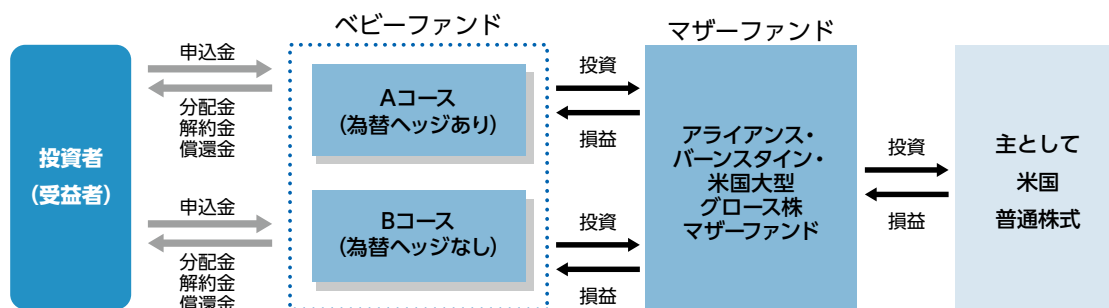 ベビーファンド
マザーファンド
申込金
分配金
解約金
償還金
投資者
(受益者)
申込金
分配金
解約金
償還金
Aコース
(為替ヘッジあり)
Bコース
(為替ヘッジなし)
投資
損益
投資
損益
アライアンス・
バーンスタイン・
米国大型
グロース株
マザーファンド
投資
損益
主として
米国
普通株式